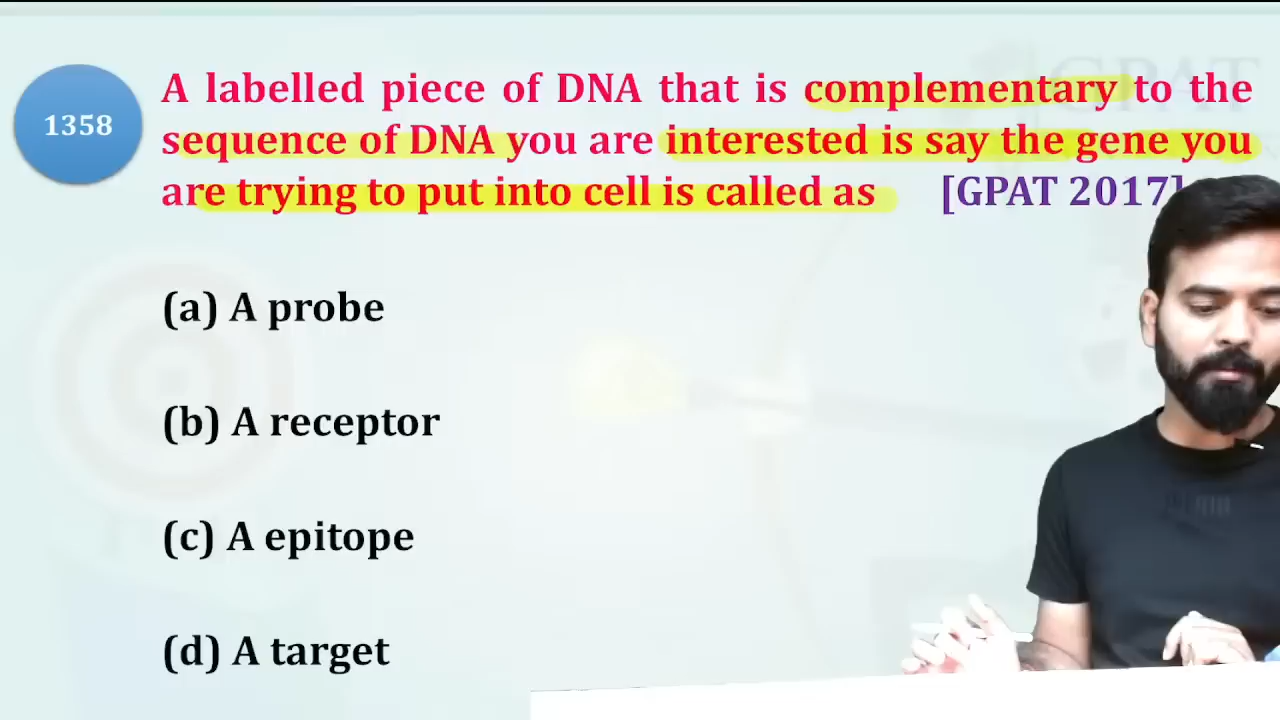 1358
A labelled piece of DNA that is complementary to the
sequence of DNA you are interested is say the gene you
are trying to put into cell is called as [GPAT 2017]
(a) A probe
(b) A receptor
(c) A epitope
(d) A target
GPAT